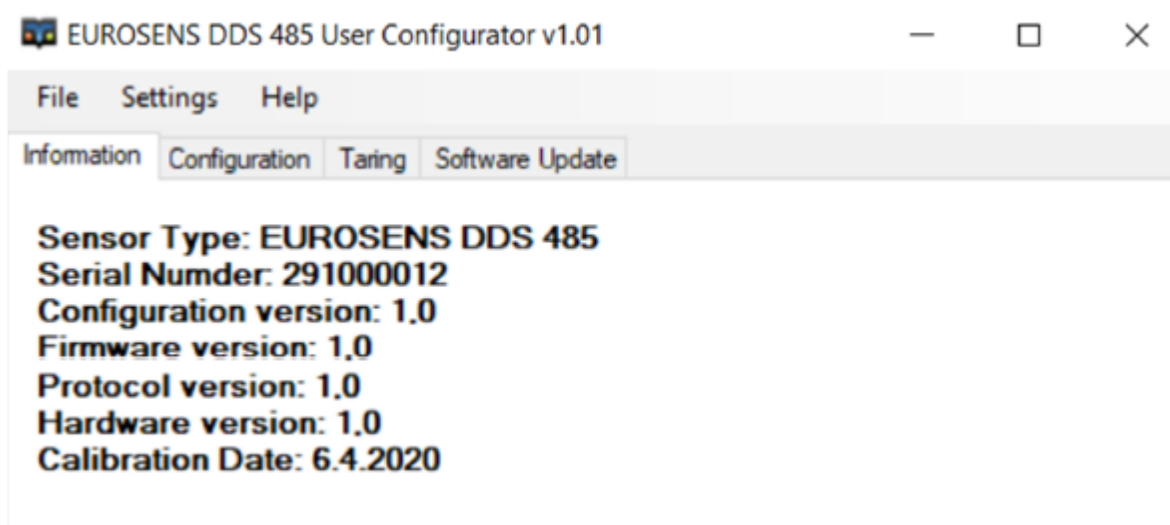 EUROSENS DDS 485 User Configurator v1.01
File Settings Help
Information Configuration Taring Software Update
Sensor Type: EUROSENS DDS 485
Serial Numder: 291000012
Configuration version: 1.0
Firmware version: 1.0
Protocol version: 1.0
Hardware version: 1.0
Calibration Date: 6.4.2020